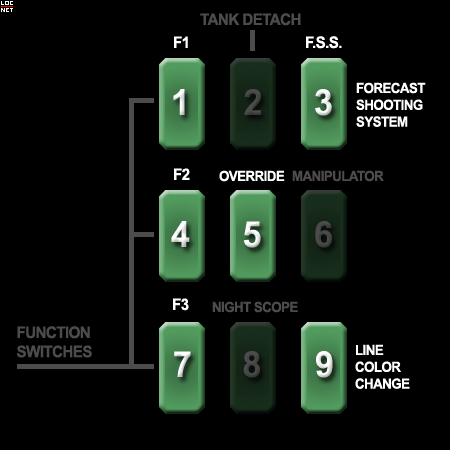 LOC
NET
TANK DETACH
F1 F.S.S.
1 2 3
FORECAST
SHOOTING
SYSTEM
F2 OVERRIDE MANIPULATOR
4 5 6
F3 NIGHT SCOPE
FUNCTION
SWITCHES
7 8 9
LINE
COLOR
CHANGE